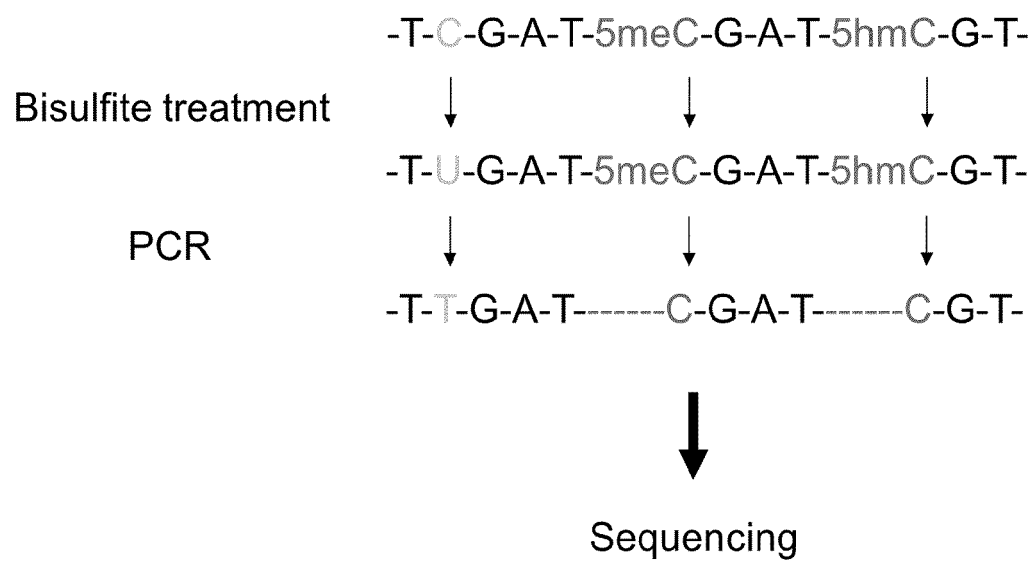 -T-C-G-A-T-5meC-G-A-T-5hmC-G-T-
Bisulfite treatment
-T-U-G-A-T-5meC-G-A-T-5hmC-G-T-
PCR
-T-T-G-A-T-------C-G-A-T-------C-G-T-
Sequencing